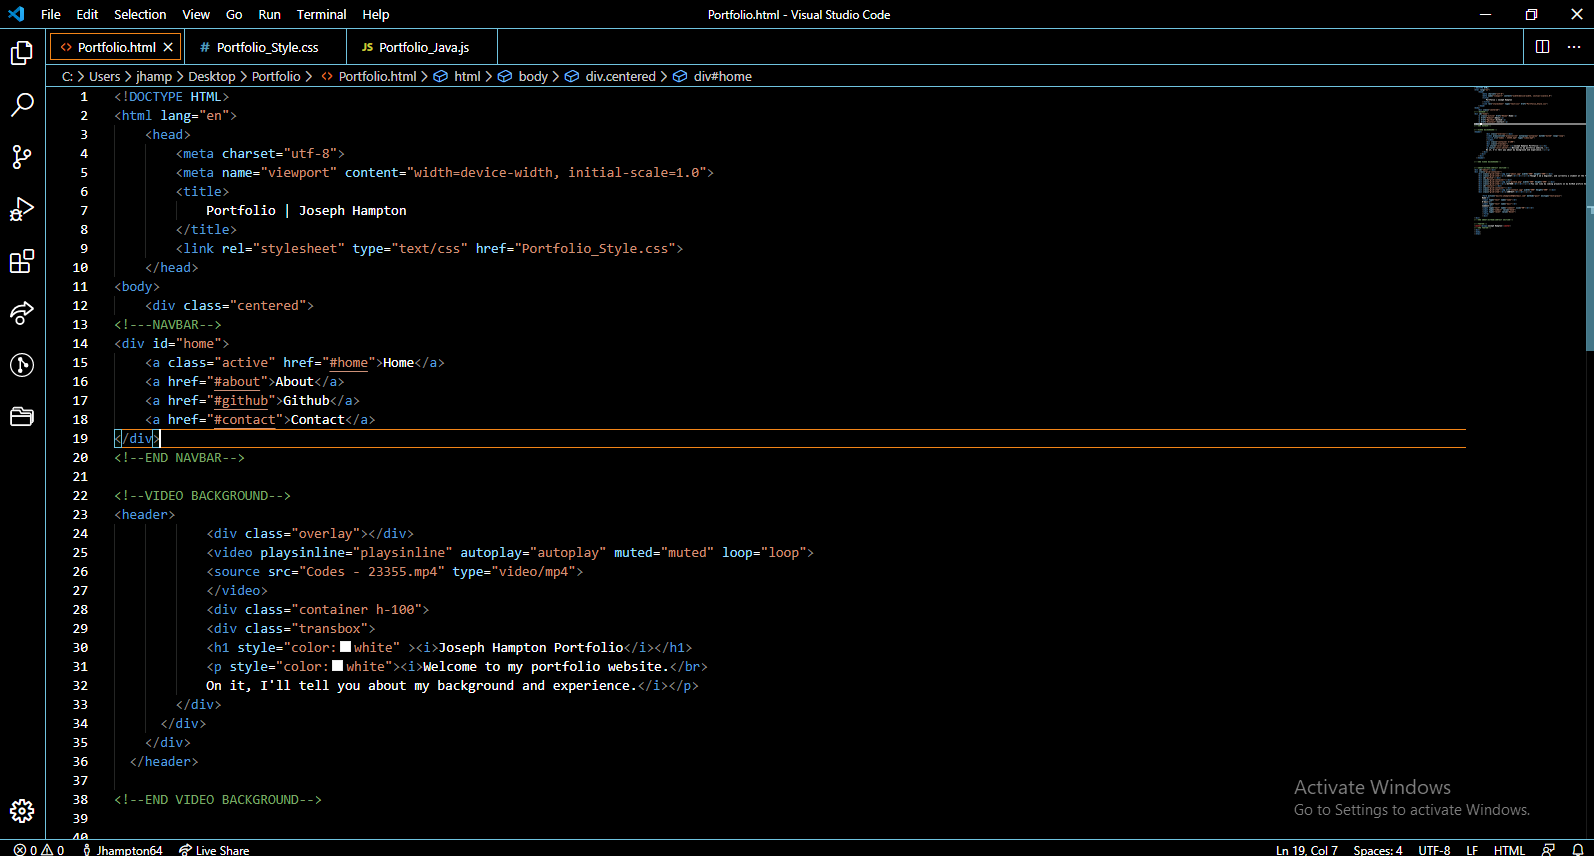 File Edit Selection View Go Run Terminal Help
Portfolio.html - Visual Studio Code
<> Portfolio.html × # Portfolio_Style.css JS Portfolio_Java.js
C: > Users > jhamp > Desktop > Portfolio > <> Portfolio.html > html > body > div.centered > div#home
1 <!DOCTYPE HTML>
2 <html lang="en">
3 <head>
4 <meta charset="utf-8">
5 <meta name="viewport" content="width=device-width, initial-scale=1.0">
6 <title>
7 Portfolio | Joseph Hampton
8 </title>
9 <link rel="stylesheet" type="text/css" href="Portfolio_Style.css">
10 </head>
11 <body>
12 <div class="centered">
13 <!---NAVBAR-->
14 <div id="home">
15 <a class="active" href="#home">Home</a>
16 <a href="#about">About</a>
17 <a href="#github">Github</a>
18 <a href="#contact">Contact</a>
19 </div>
20 <!--END NAVBAR-->
21
22 <!--VIDEO BACKGROUND-->
23 <header>
24 <div class="overlay"></div>
25 <video playsinline="playsinline" autoplay="autoplay" muted="muted" loop="loop">
26 <source src="Codes - 23355.mp4" type="video/mp4">
27 </video>
28 <div class="container h-100">
29 <div class="transbox">
30 <h1 style="color:white" ><i>Joseph Hampton Portfolio</i></h1>
31 <p style="color:white"><i>Welcome to my portfolio website.</br>
32 On it, I'll tell you about my background and experience.</i></p>
33 </div>
34 </div>
35 </div>
36 </header>
37
38 <!--END VIDEO BACKGROUND-->
39
40
Activate Windows
Go to Settings to activate Windows.
0 0 Jhampton64 Live Share Ln 19, Col 7 Spaces: 4 UTF-8 LF HTML